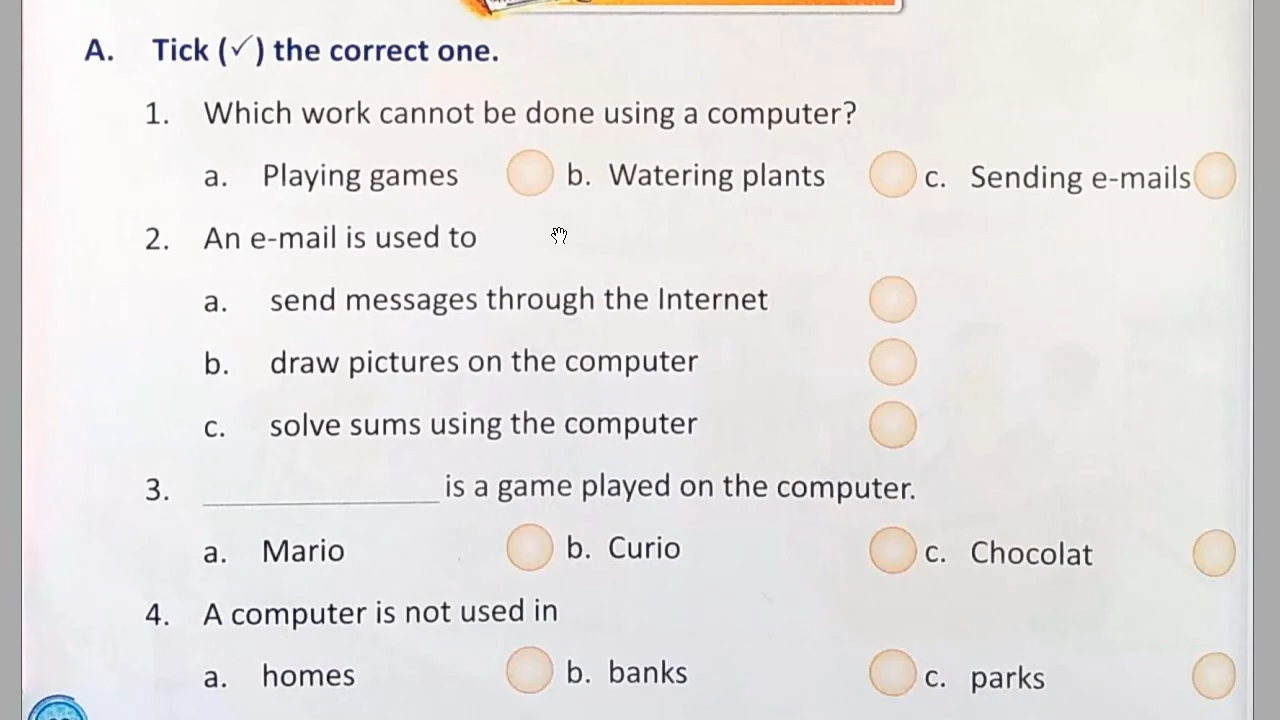 A. Tick (✓) the correct one.
1. Which work cannot be done using a computer?
a. Playing games b. Watering plants c. Sending e-mails
2. An e-mail is used to
a. send messages through the Internet
b. draw pictures on the computer
c. solve sums using the computer
3. ____________ is a game played on the computer.
a. Mario b. Curio c. Chocolat
4. A computer is not used in
a. homes b. banks c. parks